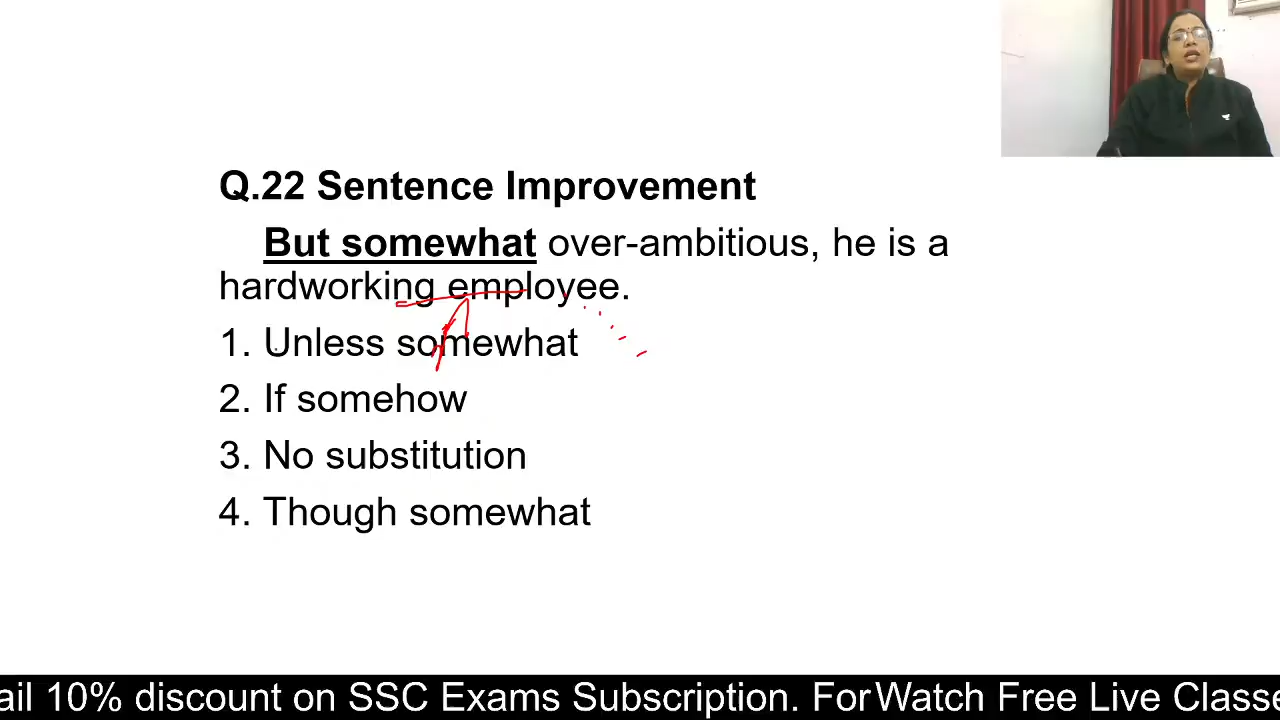 Q.22 Sentence Improvement
But somewhat over-ambitious, he is a
hardworking employee.
1. Unless somewhat
2. If somehow
3. No substitution
4. Though somewhat
ail 10% discount on SSC Exams Subscription. For Watch Free Live Classe